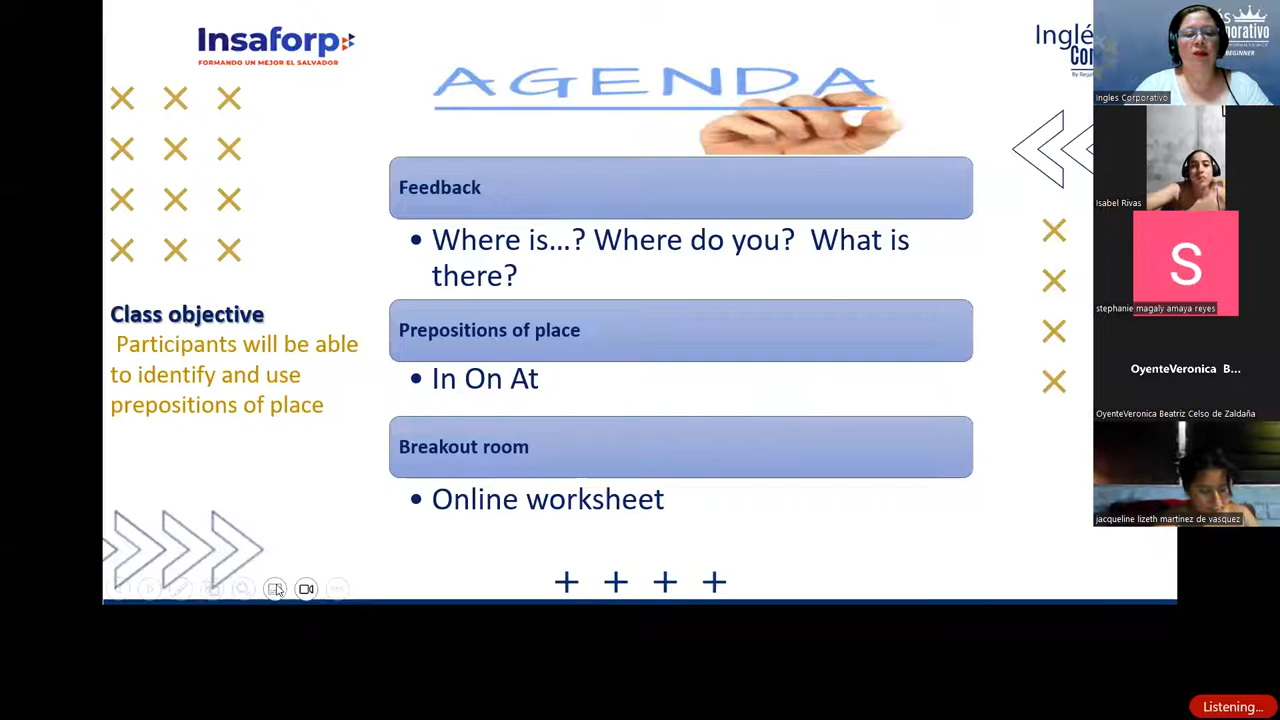 Insaforp
FORMANDO UN MEJOR EL SALVADOR
AGENDA
Feedback
• Where is…? Where do you? What is
there?
Prepositions of place
• In On At
Breakout room
• Online worksheet
Class objective
Participants will be able
to identify and use
prepositions of place
Ingles Corporativo
BEGINNER
Isabel Rivas
S
stephanie magaly amaya reyes
OyenteVeronica B...
OyenteVeronica Beatriz Celso de Zaldaña
jacqueline lizeth martinez de vasquez
Listening...